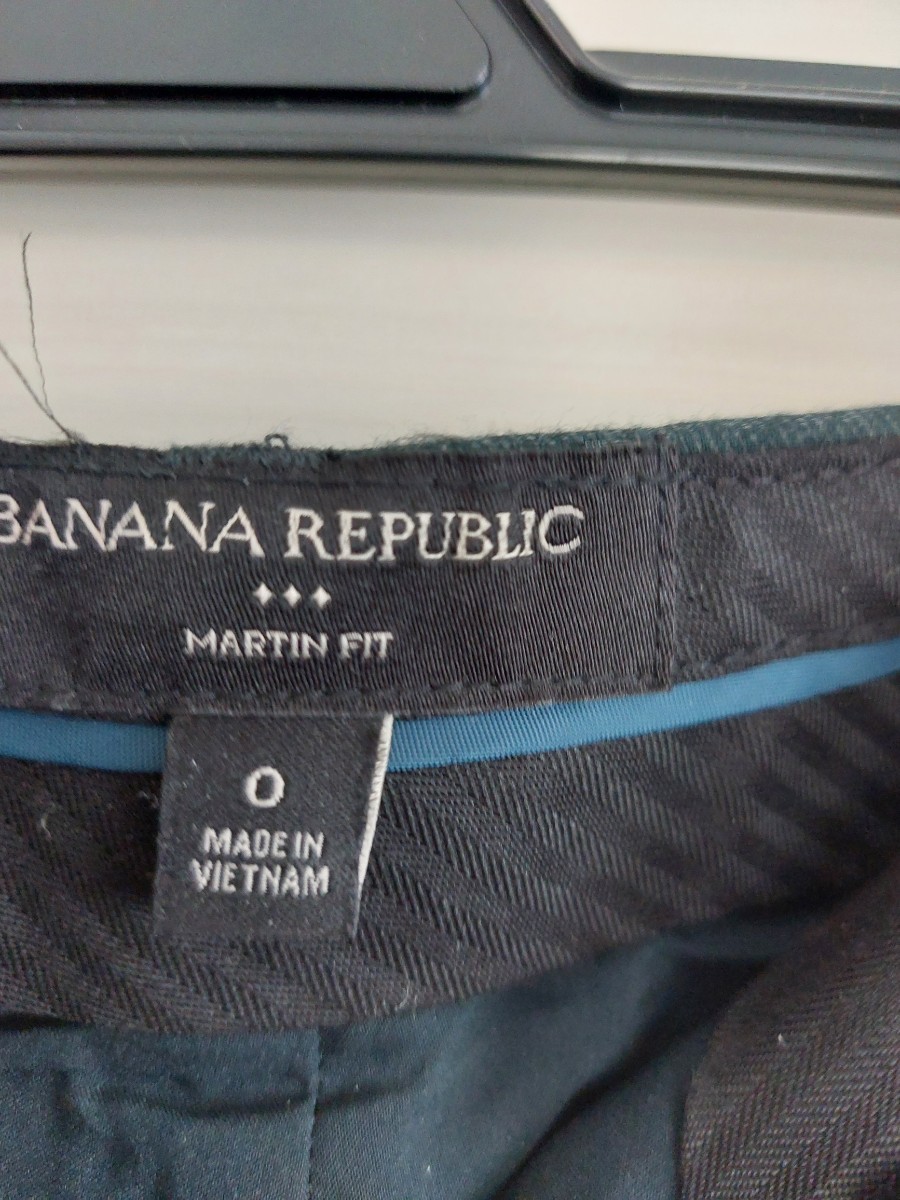 BANANA REPUBLIC
MARTIN FIT
0
MADE IN
VIETNAM